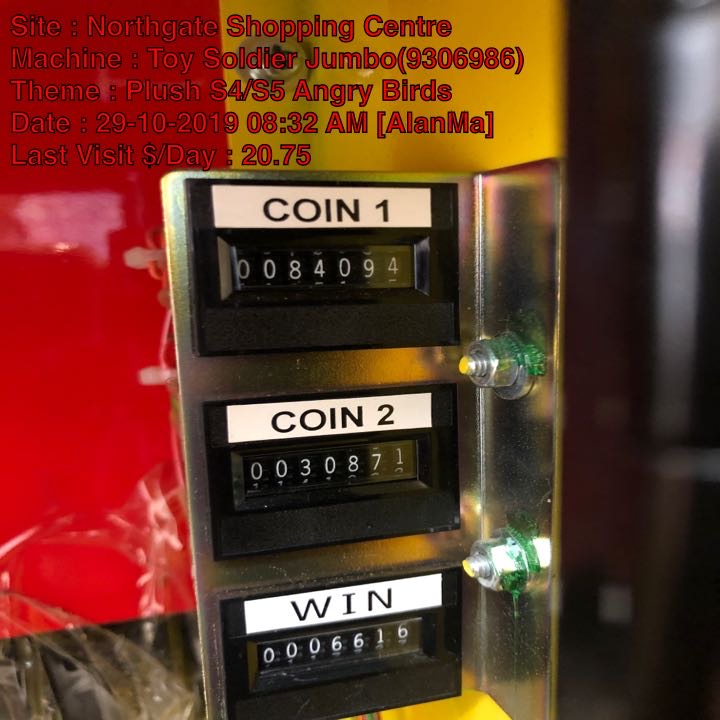 Site : Northgate Shopping Centre
Machine : Toy Soldier Jumbo(9306986)
Theme : Plush S4/S5 Angry Birds
Date : 29-10-2019 08:32 AM [AlanMa]
Last Visit $/Day : 20.75
COIN 1
0084094
COIN 2
0030871
WIN
0006616